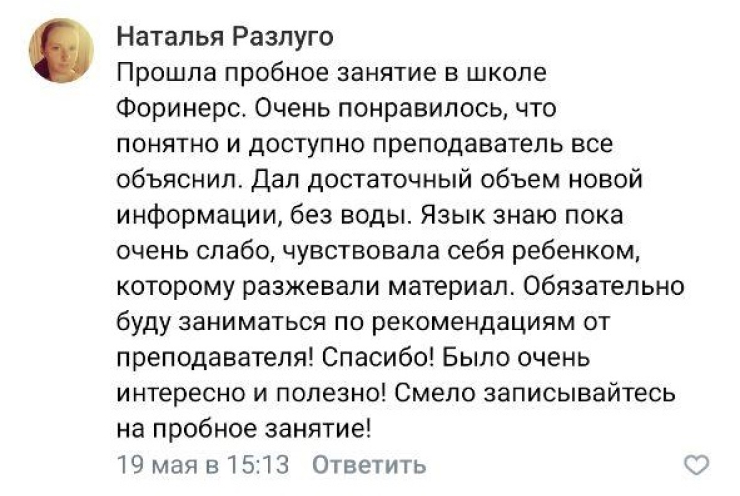 Наталья Разлуго
Прошла пробное занятие в школе
Форинерс. Очень понравилось, что
понятно и доступно преподаватель все
объяснил. Дал достаточный объем новой
информации, без воды. Язык знаю пока
очень слабо, чувствовала себя ребенком,
которому разжевали материал. Обязательно
буду заниматься по рекомендациям от
преподавателя! Спасибо! Было очень
интересно и полезно! Смело записывайтесь
на пробное занятие!
19 мая в 15:13 Ответить